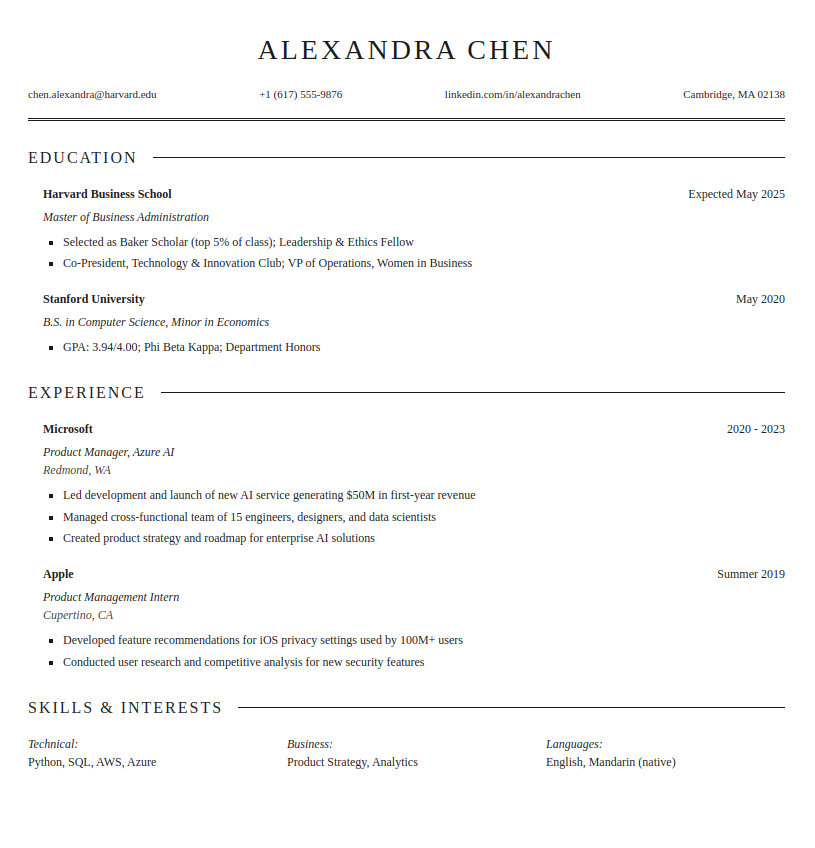 ALEXANDRA CHEN
chen.alexandra@harvard.edu +1 (617) 555-9876 linkedin.com/in/alexandrachen Cambridge, MA 02138
EDUCATION
Harvard Business School Expected May 2025
Master of Business Administration
Selected as Baker Scholar (top 5% of class); Leadership & Ethics Fellow
Co-President, Technology & Innovation Club; VP of Operations, Women in Business
Stanford University May 2020
B.S. in Computer Science, Minor in Economics
GPA: 3.94/4.00; Phi Beta Kappa; Department Honors
EXPERIENCE
Microsoft 2020 - 2023
Product Manager, Azure AI
Redmond, WA
Led development and launch of new AI service generating $50M in first-year revenue
Managed cross-functional team of 15 engineers, designers, and data scientists
Created product strategy and roadmap for enterprise AI solutions
Apple Summer 2019
Product Management Intern
Cupertino, CA
Developed feature recommendations for iOS privacy settings used by 100M+ users
Conducted user research and competitive analysis for new security features
SKILLS & INTERESTS
Technical: Business: Languages:
Python, SQL, AWS, Azure Product Strategy, Analytics English, Mandarin (native)